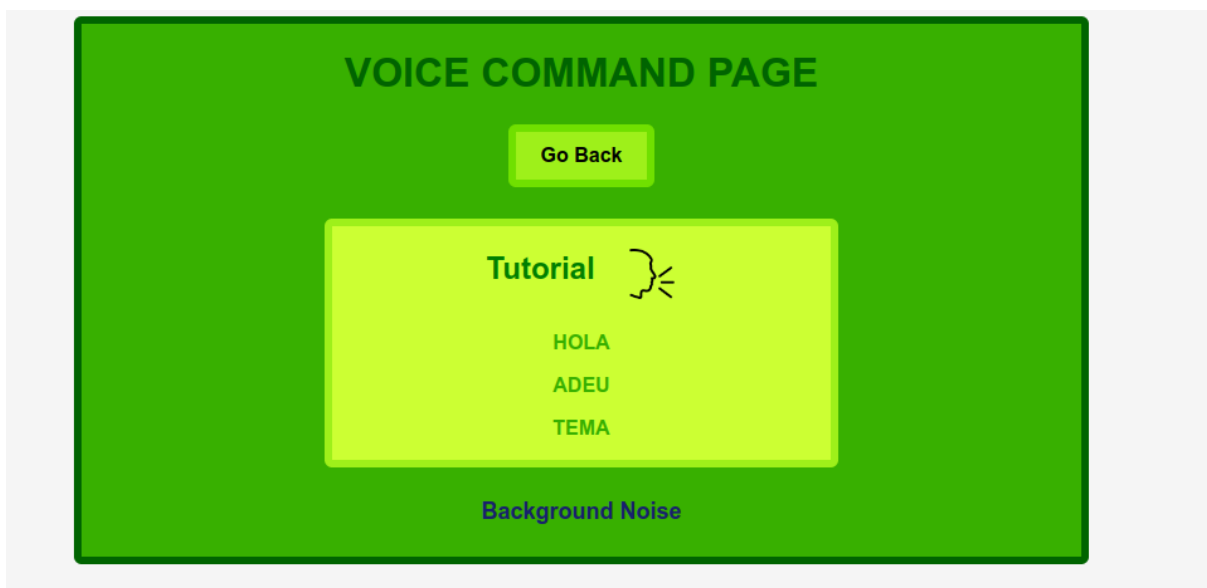 VOICE COMMAND PAGE
Go Back
Tutorial
HOLA
ADEU
TEMA
Background Noise